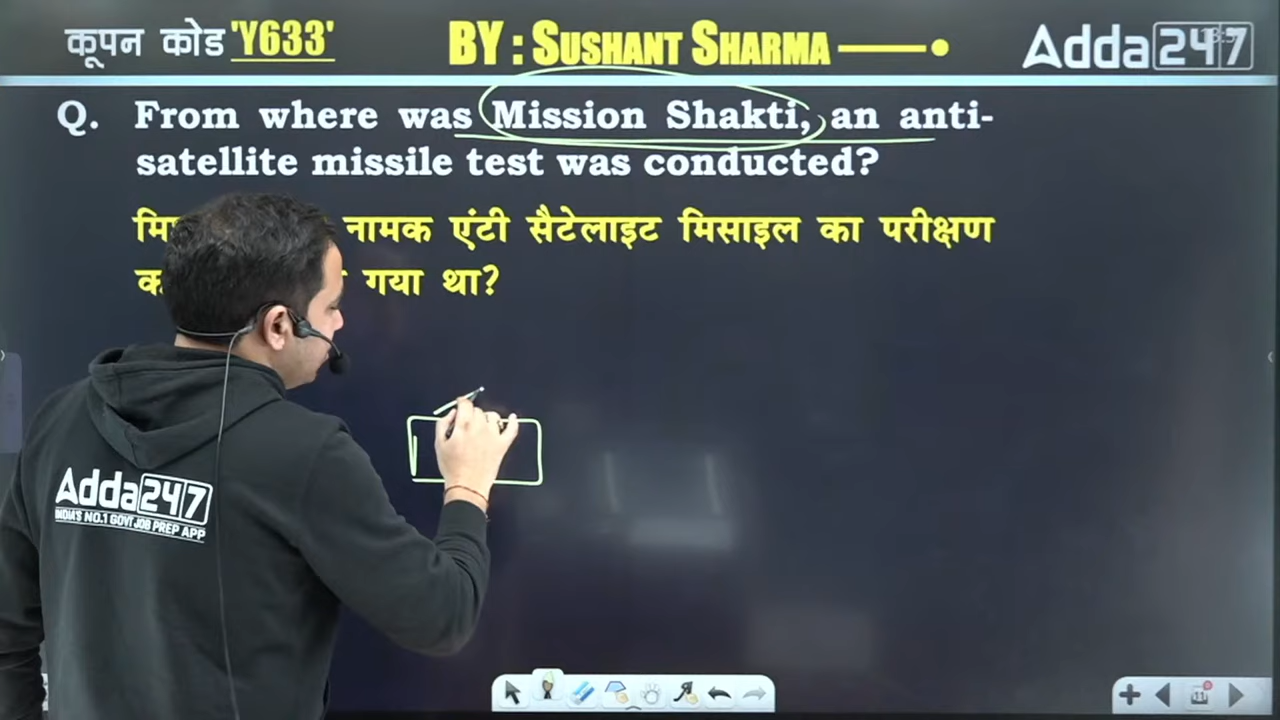 कूपन कोड 'Y633'
BY : SUSHANT SHARMA
Adda247
Q. From where was Mission Shakti, an anti-
satellite missile test was conducted?
नामक एंटी सैटेलाइट मिसाइल का परीक्षण
गया था?
Adda247
INDIA'S NO.1 GOVT JOB PREP APP